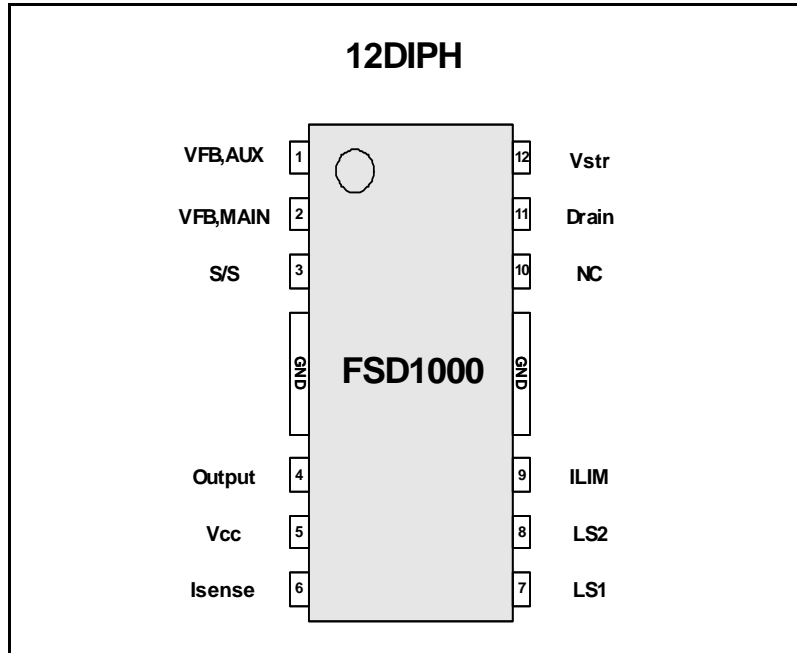 12DIPH
VFB,AUX 1 12 Vstr
VFB,MAIN 2 11 Drain
S/S 3 10 NC
GND FSD1000 GND
Output 4 9 ILIM
Vcc 5 8 LS2
Isense 6 7 LS1